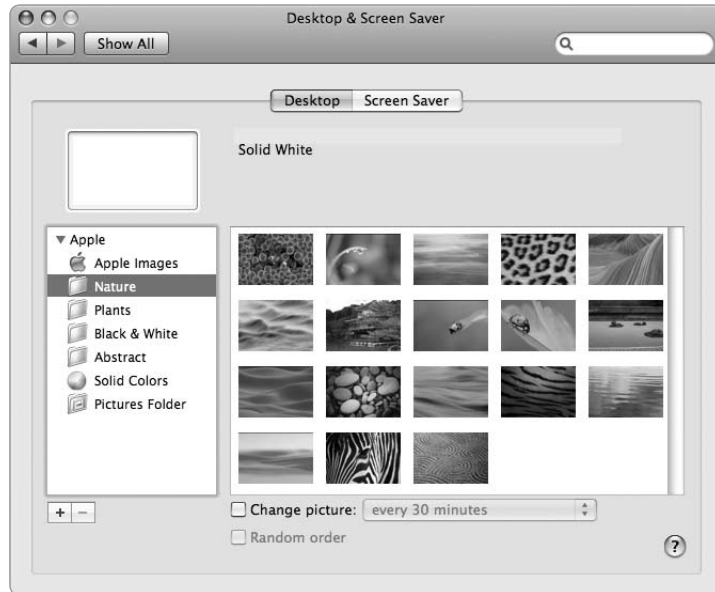 Desktop & Screen Saver
Show All
Desktop Screen Saver
Solid White
Apple
Apple Images
Nature
Plants
Black & White
Abstract
Solid Colors
Pictures Folder
+ −
Change picture: every 30 minutes
Random order
?